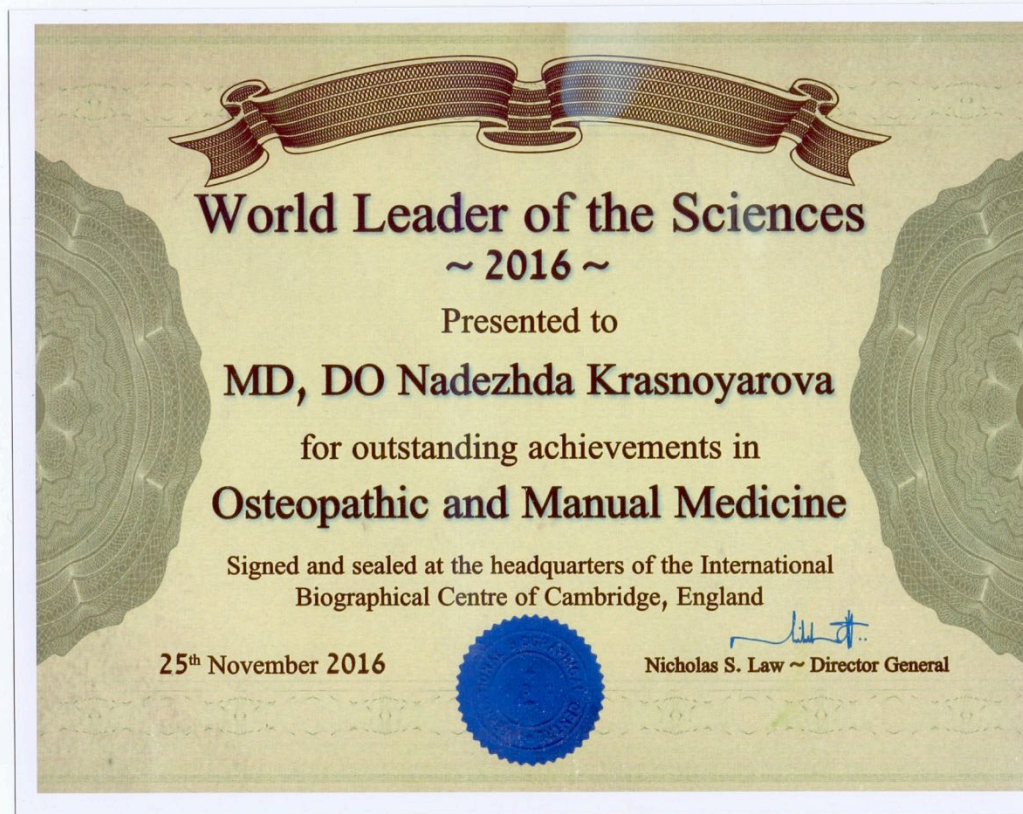 World Leader of the Sciences
~ 2016 ~
Presented to
MD, DO Nadezhda Krasnoyarova
for outstanding achievements in
Osteopathic and Manual Medicine
Signed and sealed at the headquarters of the International
Biographical Centre of Cambridge, England
25th November 2016
Nicholas S. Law ~ Director General